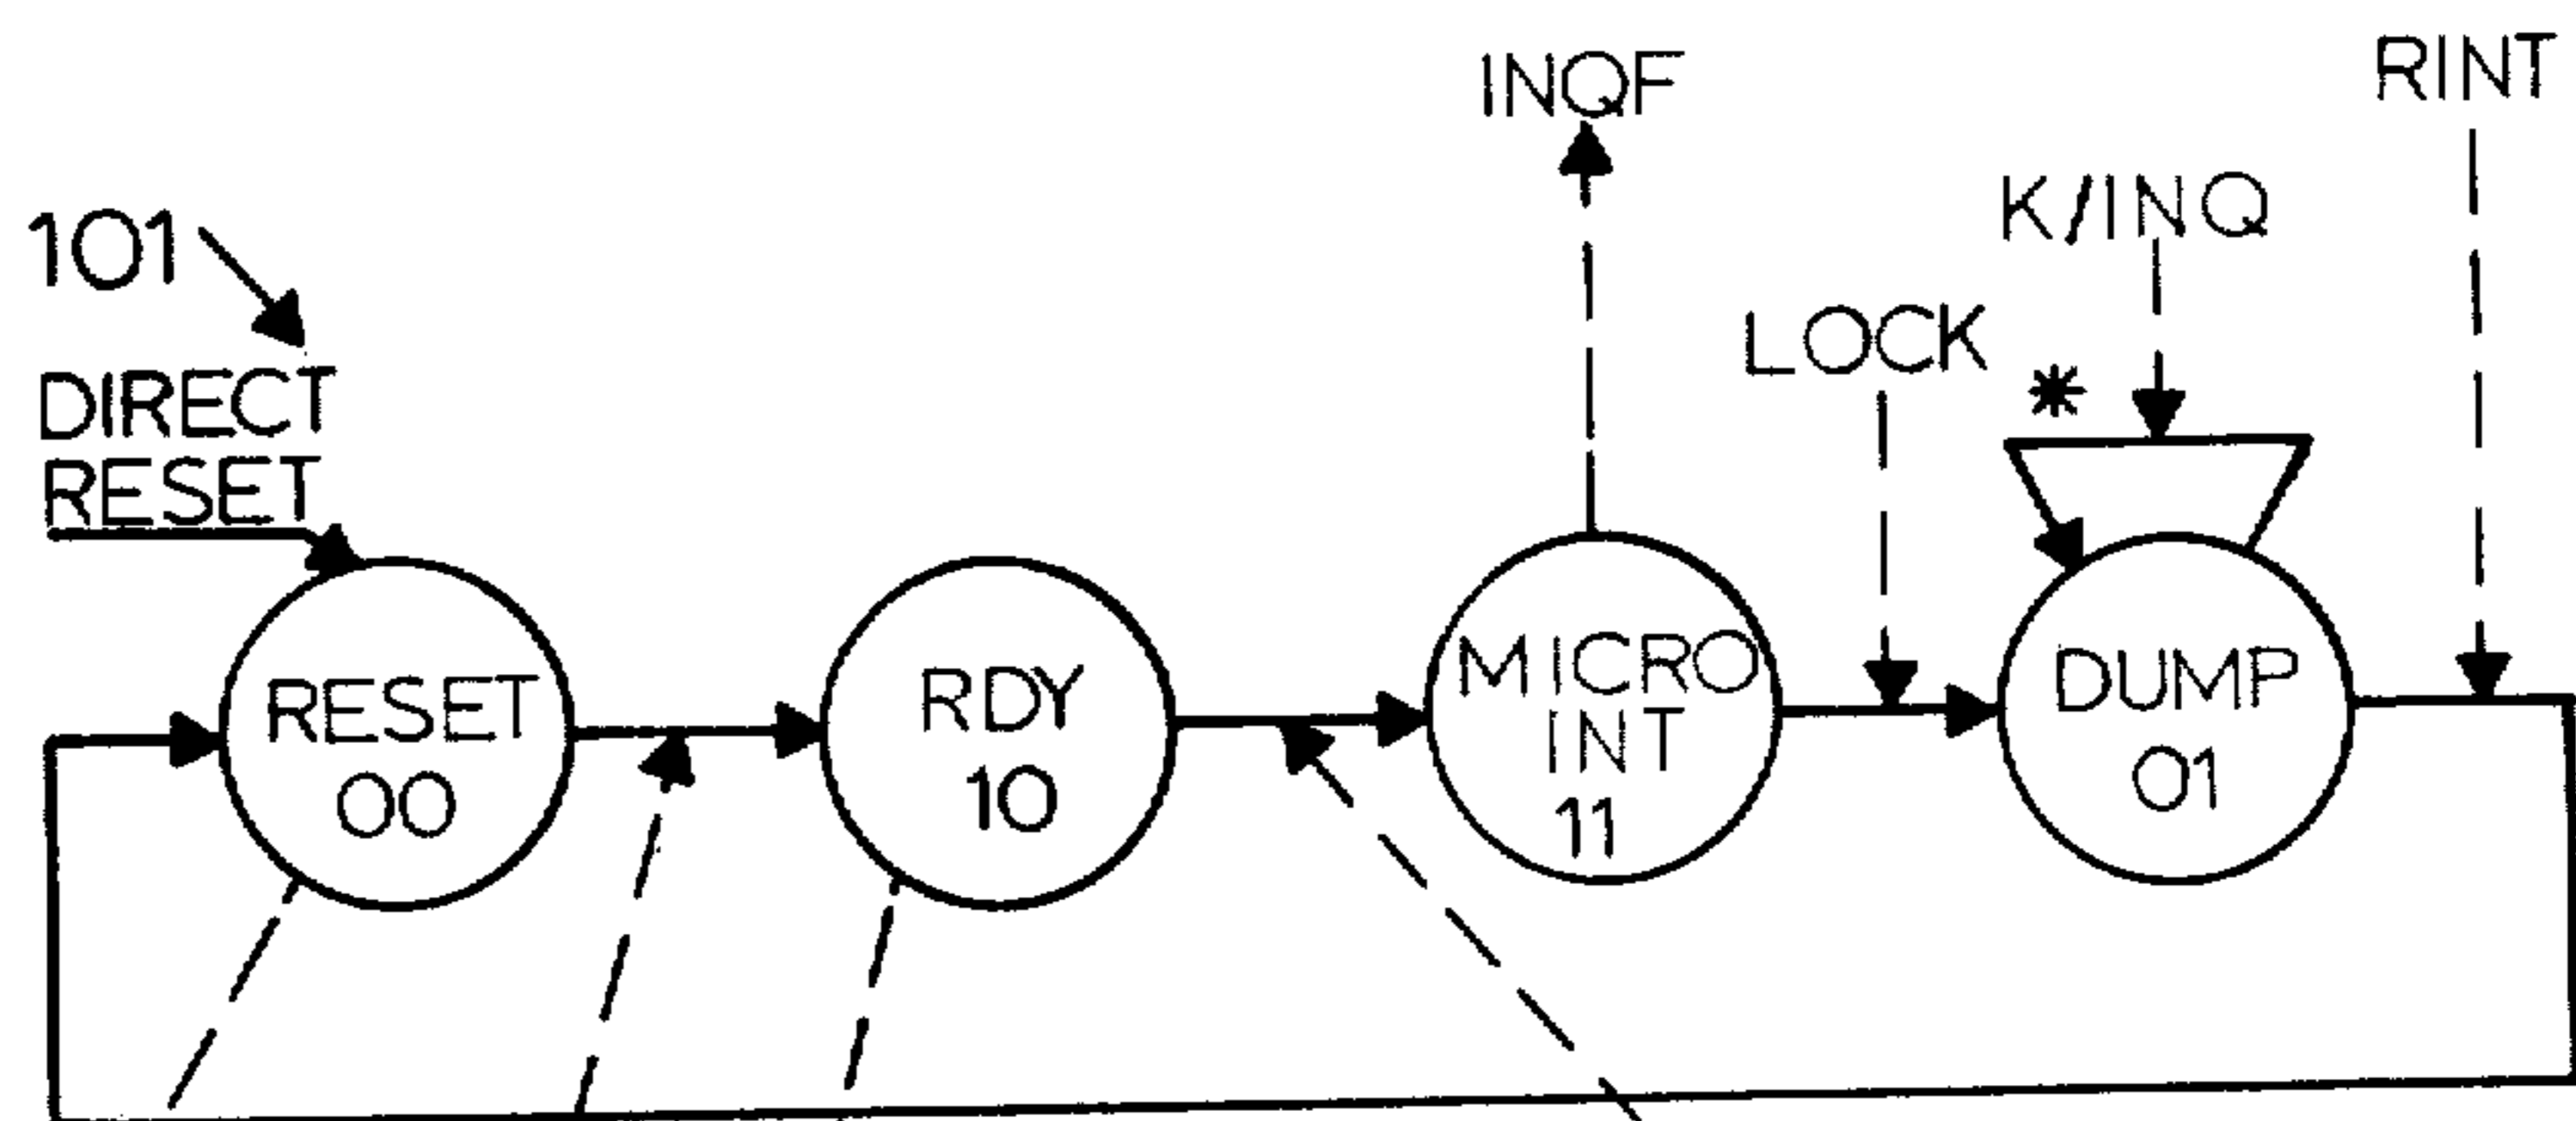 INQF
RINT
K/INQ
101
LOCK
*
DIRECT
RESET
RESET
00
RDY
10
MICRO
INT
11
DUMP
01